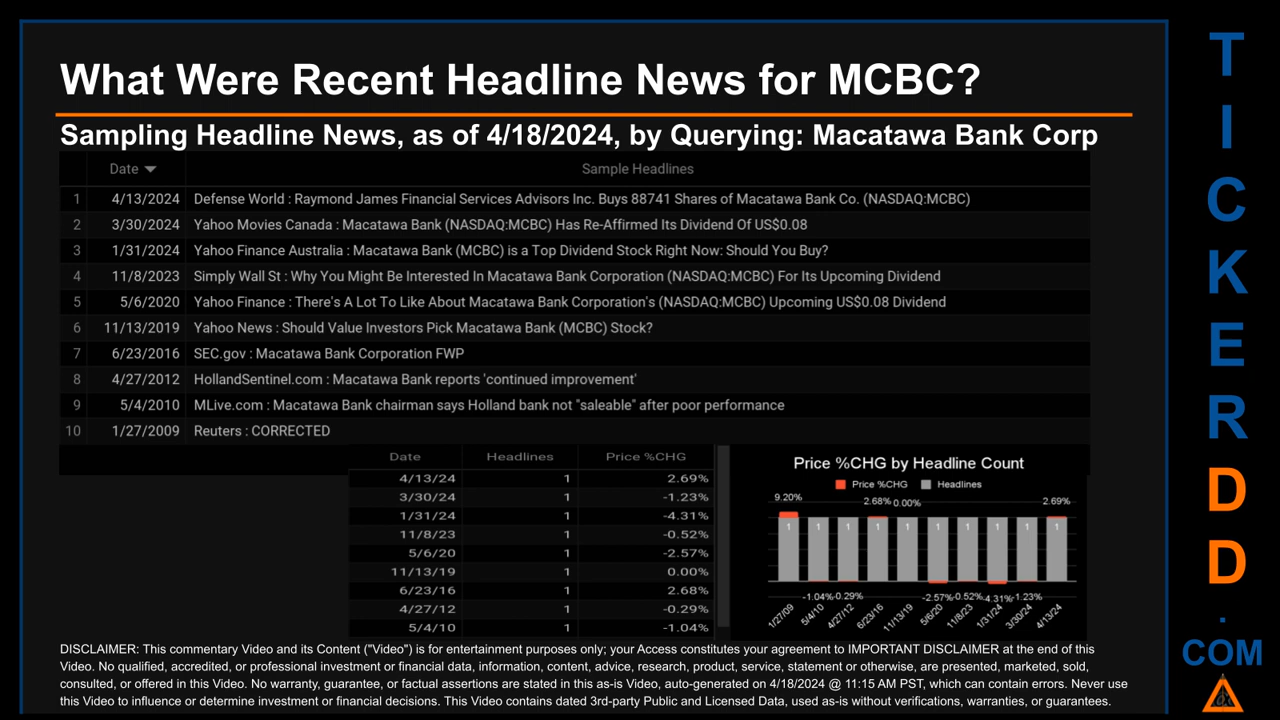 What Were Recent Headline News for MCBC?
Sampling Headline News, as of 4/18/2024, by Querying: Macatawa Bank Corp
Date Sample Headlines
1 4/13/2024 Defense World : Raymond James Financial Services Advisors Inc. Buys 88741 Shares of Macatawa Bank Co. (NASDAQ:MCBC)
2 3/30/2024 Yahoo Movies Canada : Macatawa Bank (NASDAQ:MCBC) Has Re-Affirmed Its Dividend Of US$0.08
3 1/31/2024 Yahoo Finance Australia : Macatawa Bank (MCBC) is a Top Dividend Stock Right Now: Should You Buy?
4 11/8/2023 Simply Wall St : Why You Might Be Interested In Macatawa Bank Corporation (NASDAQ:MCBC) For Its Upcoming Dividend
5 5/6/2020 Yahoo Finance : There's A Lot To Like About Macatawa Bank Corporation's (NASDAQ:MCBC) Upcoming US$0.08 Dividend
6 11/13/2019 Yahoo News : Should Value Investors Pick Macatawa Bank (MCBC) Stock?
7 6/23/2016 SEC.gov : Macatawa Bank Corporation FWP
8 4/27/2012 HollandSentinel.com : Macatawa Bank reports 'continued improvement'
9 5/4/2010 MLive.com : Macatawa Bank chairman says Holland bank not "saleable" after poor performance
10 1/27/2009 Reuters : CORRECTED
Date Headlines Price %CHG
4/13/24 1 2.69%
3/30/24 1 -1.23%
1/31/24 1 -4.31%
11/8/23 1 -0.52%
5/6/20 1 -2.57%
11/13/19 1 0.00%
6/23/16 1 2.68%
4/27/12 1 -0.29%
5/4/10 1 -1.04%
Price %CHG by Headline Count
Price %CHG Headlines
9.20% 2.68% 0.00% 2.69%
1 1 1 1 1 1 1 1 1 1
-1.04% -0.29% -2.57% -0.52% -4.31% -1.23%
1/27/09 5/4/10 4/27/12 6/23/16 11/13/19 5/6/20 11/8/23 1/31/24 3/30/24 4/13/24
DISCLAIMER: This commentary Video and its Content ("Video") is for entertainment purposes only; your Access constitutes your agreement to IMPORTANT DISCLAIMER at the end of this
Video. No qualified, accredited, or professional investment or financial data, information, content, advice, research, product, service, statement or otherwise, are presented, marketed, sold,
consulted, or offered in this Video. No warranty, guarantee, or factual assertions are stated in this as-is Video, auto-generated on 4/18/2024 @ 11:15 AM PST, which can contain errors. Never use
this Video to influence or determine investment or financial decisions. This Video contains dated 3rd-party Public and Licensed Data, used as-is without verifications, warranties, or guarantees.
T
I
C
K
E
R
D
D
.
COM